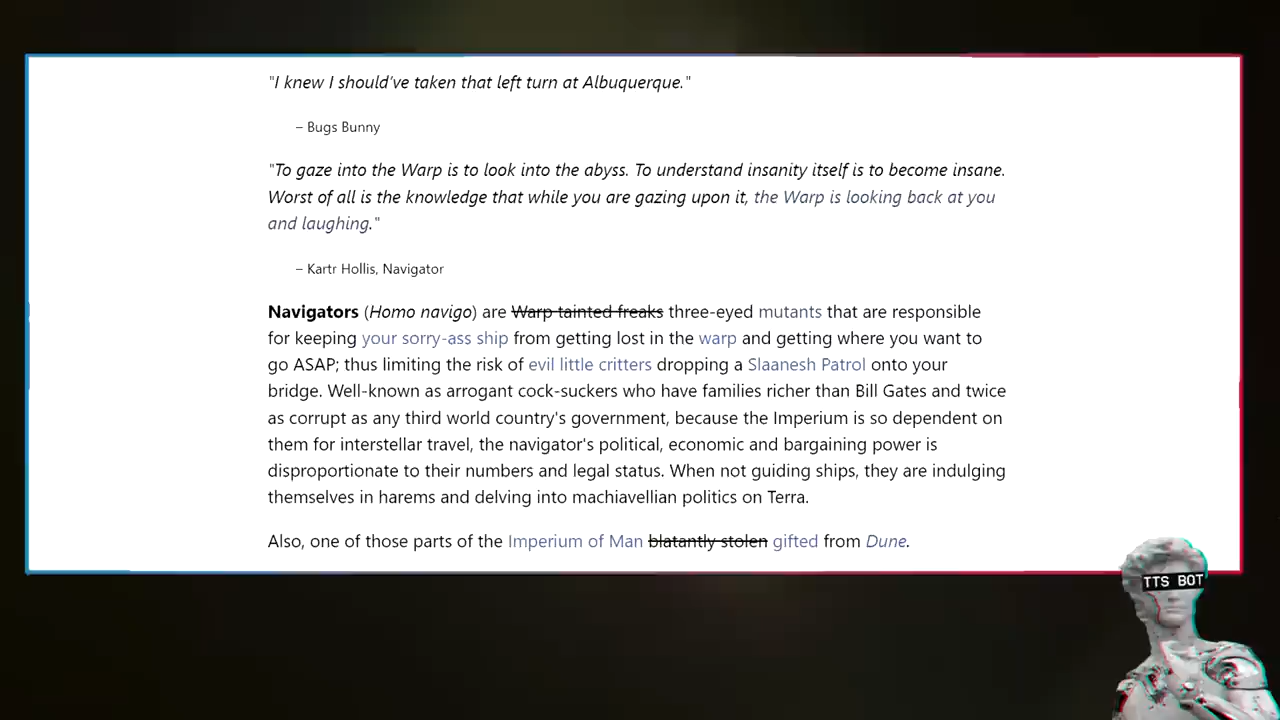 "I knew I should've taken that left turn at Albuquerque."
– Bugs Bunny
"To gaze into the Warp is to look into the abyss. To understand insanity itself is to become insane.
Worst of all is the knowledge that while you are gazing upon it, the Warp is looking back at you
and laughing."
– Kartr Hollis, Navigator
Navigators (Homo navigo) are Warp tainted freaks three-eyed mutants that are responsible
for keeping your sorry-ass ship from getting lost in the warp and getting where you want to
go ASAP; thus limiting the risk of evil little critters dropping a Slaanesh Patrol onto your
bridge. Well-known as arrogant cock-suckers who have families richer than Bill Gates and twice
as corrupt as any third world country's government, because the Imperium is so dependent on
them for interstellar travel, the navigator's political, economic and bargaining power is
disproportionate to their numbers and legal status. When not guiding ships, they are indulging
themselves in harems and delving into machiavellian politics on Terra.
Also, one of those parts of the Imperium of Man blatantly stolen gifted from Dune.
TTS BOT